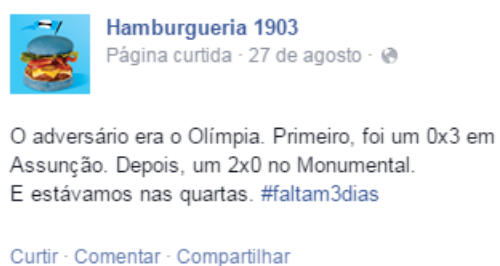 Hamburgueria 1903
Página curtida · 27 de agosto ·
O adversário era o Olímpia. Primeiro, foi um 0x3 em
Assunção. Depois, um 2x0 no Monumental.
E estávamos nas quartas. #faltam3dias
Curtir · Comentar · Compartilhar